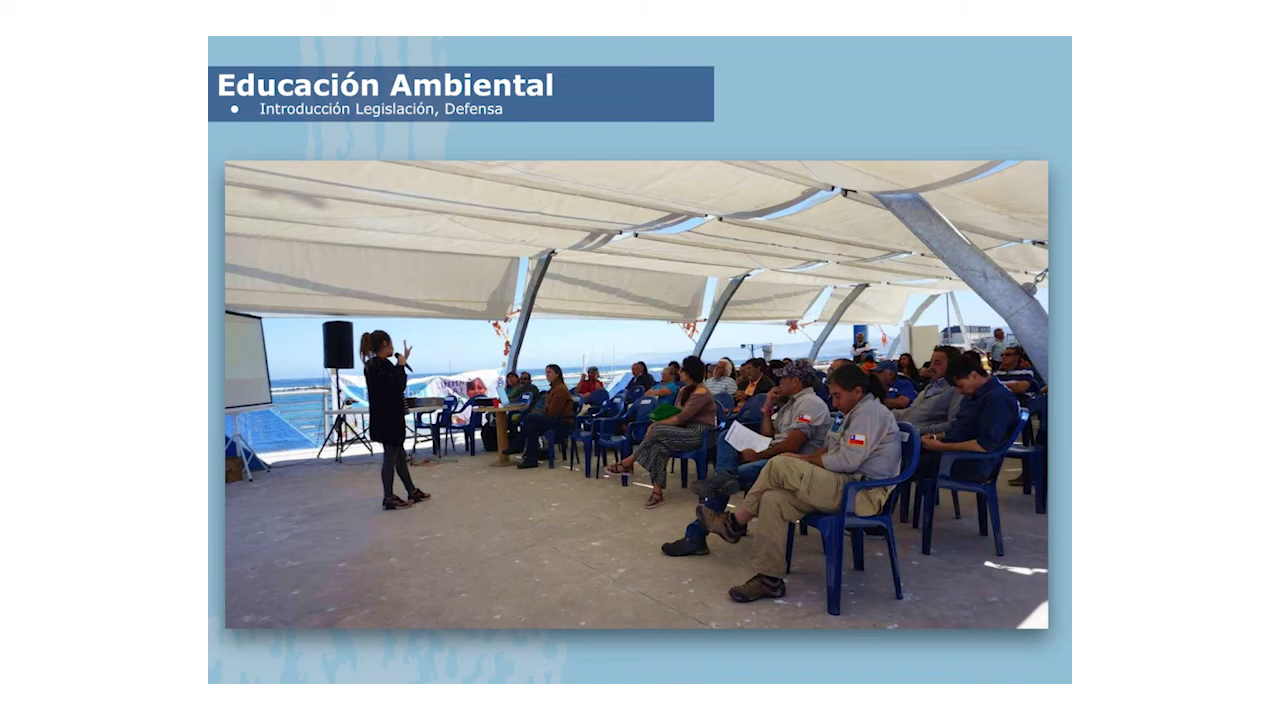 Educación Ambiental
● Introducción Legislación, Defensa